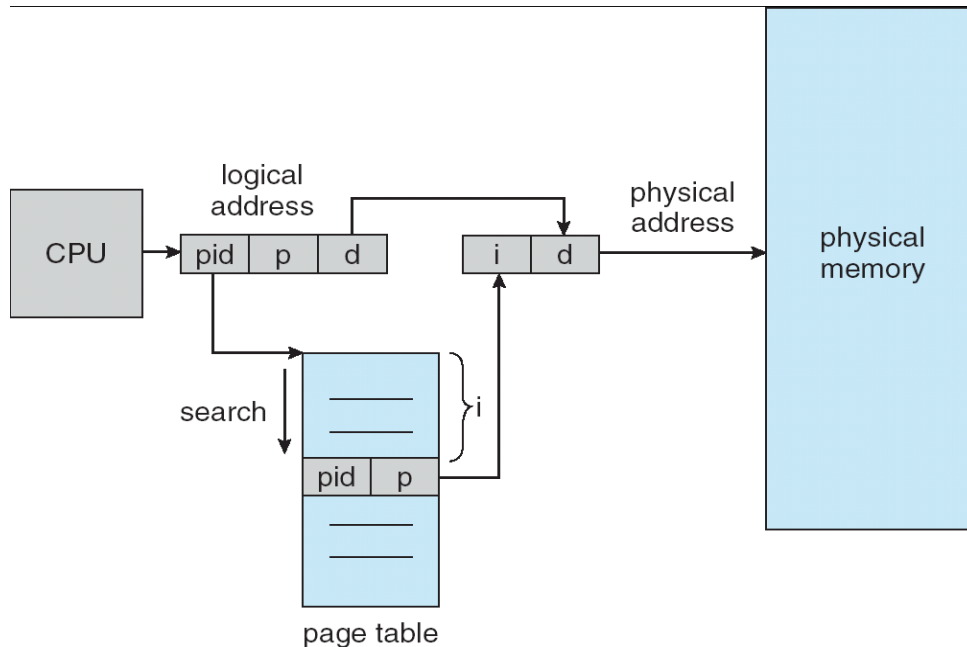 logical
address
physical
address
CPU
pid p d
i d
physical
memory
search
i
pid p
page table